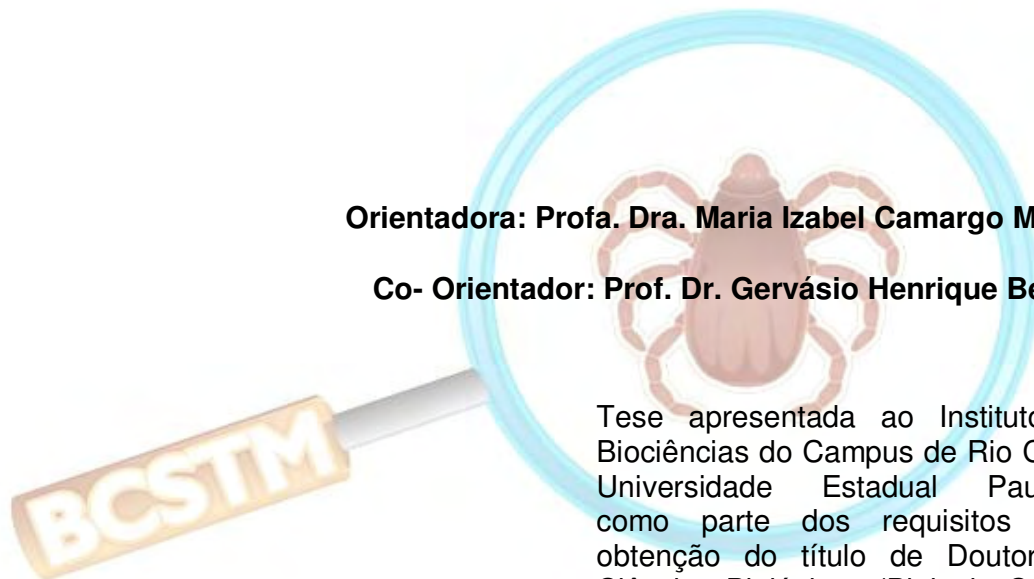 Orientadora: Profa. Dra. Maria Izabel Camargo M
Co- Orientador: Prof. Dr. Gervásio Henrique Be
Tese apresentada ao Instituto
Biociências do Campus de Rio C
Universidade Estadual Pau
como parte dos requisitos
obtenção do título de Doutor
BCSTM